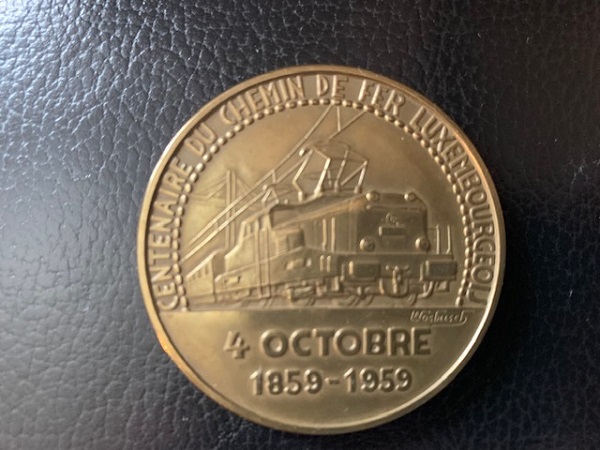 CENTENAIRE DU CHEMIN DE FER LUXEMBOURGEOIS
4 OCTOBRE
1859-1959